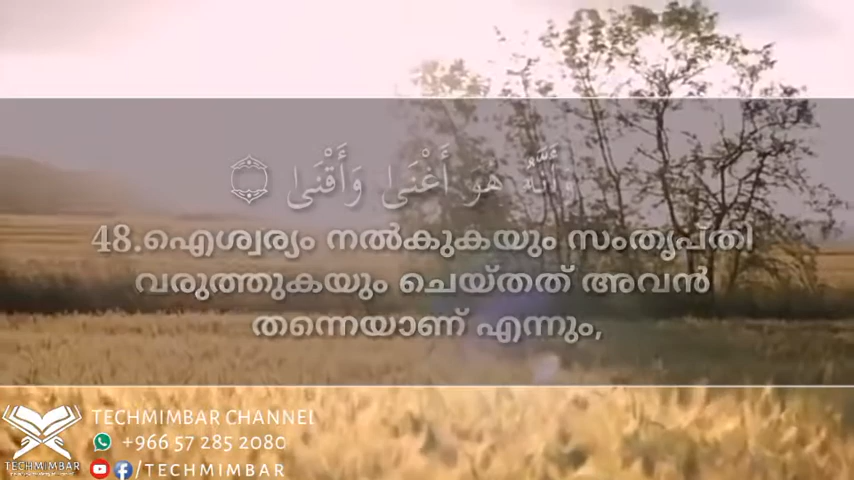 وَأَنَّهُۥ هُوَ أَغْنَىٰ وَأَقْنَىٰ
48.ഐശ്വര്യം നൽകുകയും സംതൃപ്തി
വരുത്തുകയും ചെയ്തത് അവൻ
തന്നെയാണ് എന്നും,
TECHMIMBAR CHANNEL
+966 57 285 2080
/TECHMIMBAR
TECHMIMBAR